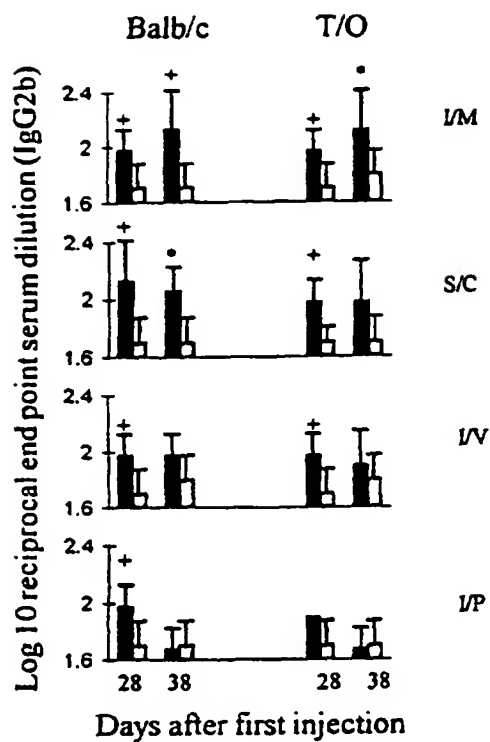 Balb/c T/O
Log 10 reciprocal end point serum dilution (IgG2b)
+ + + *
2.4 I/M
2
1.6
+ * +
2.4 S/C
2
1.6
+ +
2.4 I/V
2
1.6
+
2.4 I/P
2
1.6
28 38 28 38
Days after first injection